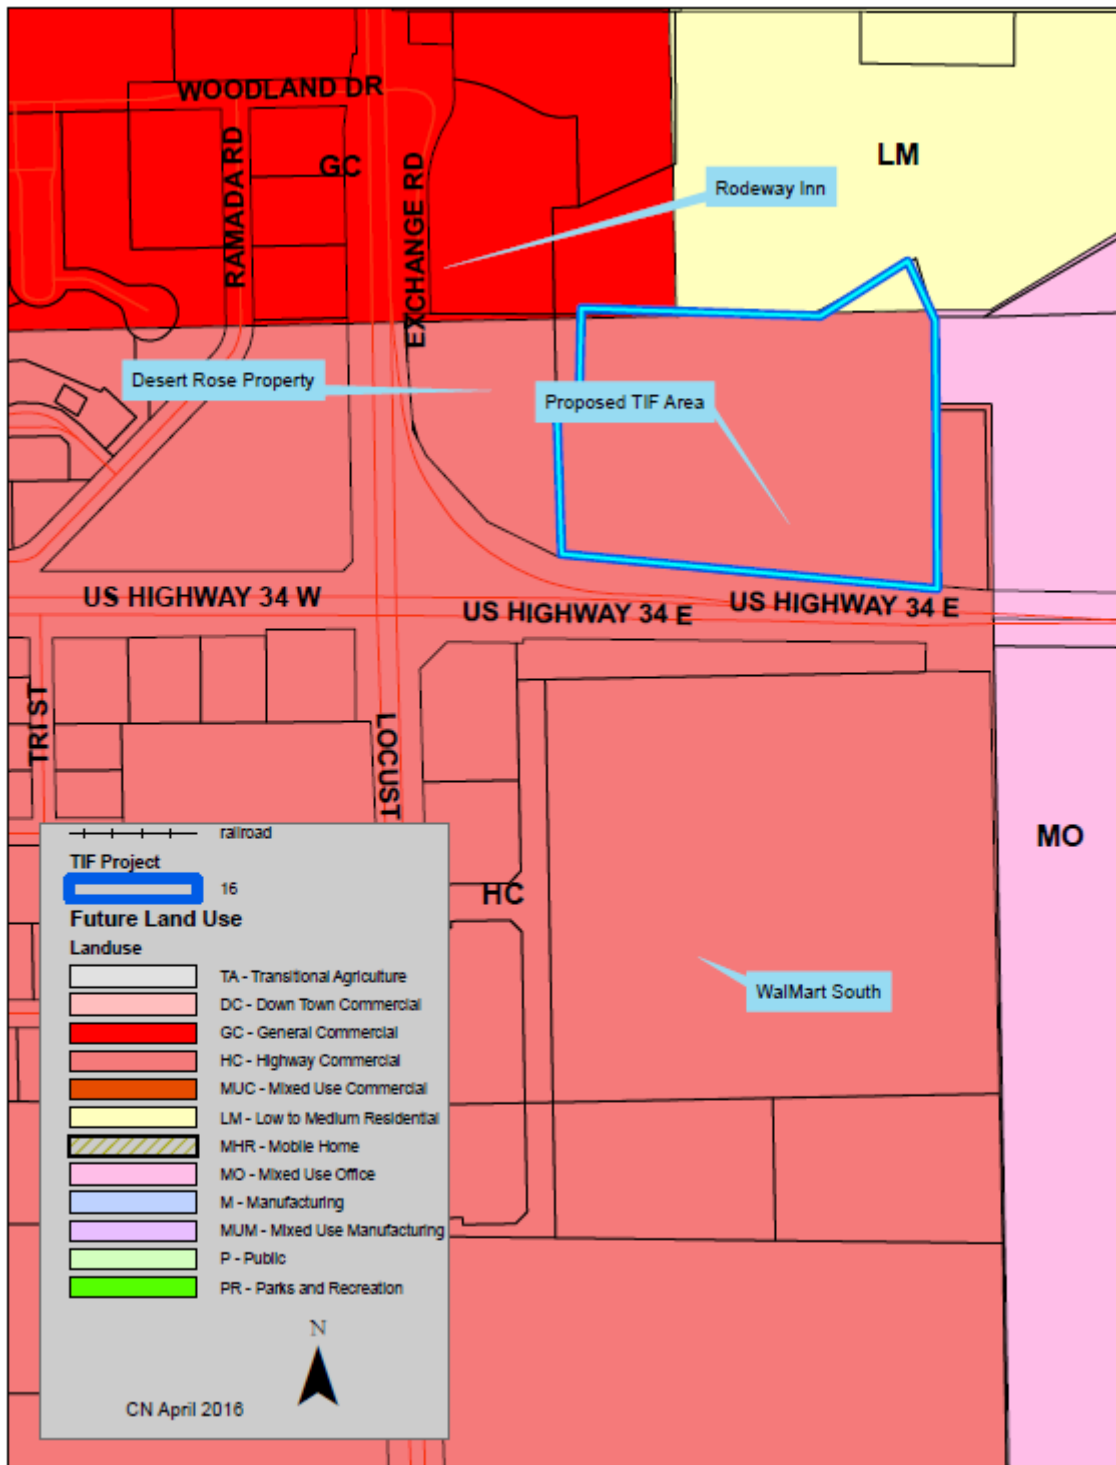 WOODLAND DR
RAMADA RD
GC
EXCHANGE RD
LM
Rodeway Inn
Desert Rose Property
Proposed TIF Area
US HIGHWAY 34 W
US HIGHWAY 34 E
US HIGHWAY 34 E
TRI ST
LOCUST
MO
HC
WalMart South
railroad
TIF Project
16
Future Land Use
Landuse
TA - Transitional Agriculture
DC - Down Town Commercial
GC - General Commercial
HC - Highway Commercial
MUC - Mixed Use Commercial
LM - Low to Medium Residential
MHR - Mobile Home
MO - Mixed Use Office
M - Manufacturing
MUM - Mixed Use Manufacturing
P - Public
PR - Parks and Recreation
N
CN April 2016